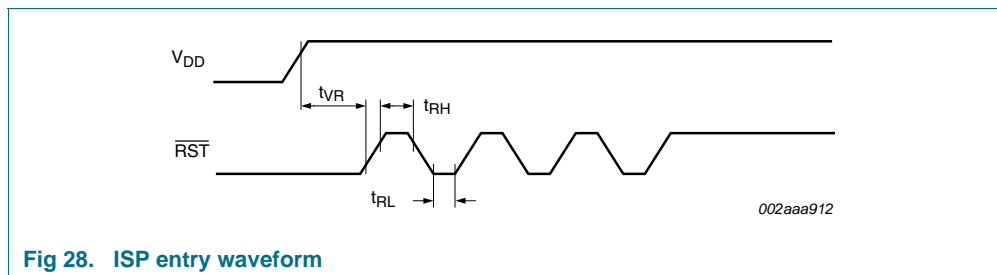 VDD
tVR
tRH
RST
tRL
002aaa912
Fig 28. ISP entry waveform